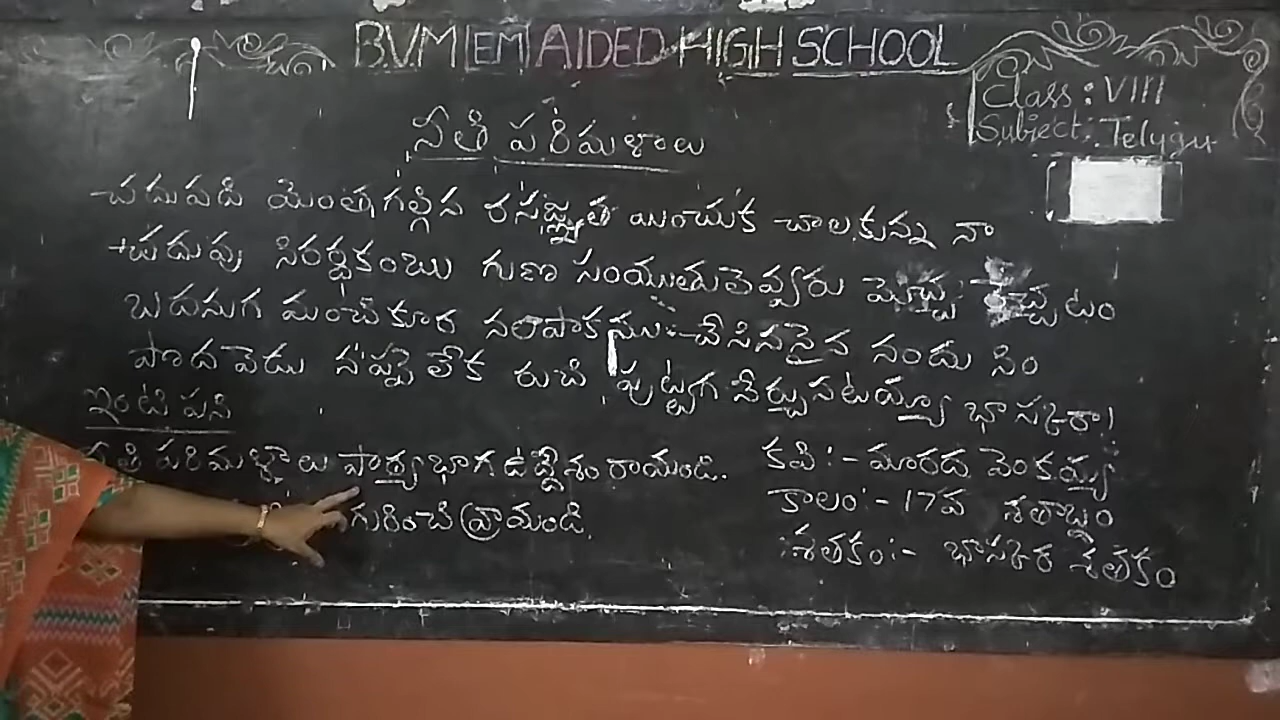 B.V.M [EM] AIDED HIGH SCHOOL
Class : VIII
Subject : Telugu
నీతి పరిమళాలు
చదువది యెంతగల్గిన రసజ్ఞత యించుక చాలకున్న నా
చదువు నిరర్థకంబు గుణ సంయుతులెవ్వరు మెచ్చ రెచ్చటం
బదనుగ మంచికూర నలపాకము చేసిననైన నందు నిం
పొదవెడు నుప్పు లేక రుచి పుట్టగ నేర్చునటయ్యా భాస్కరా!
ఇంటి పని
నీతి పరిమళాలు పాఠ్యభాగ ఉద్దేశం రాయండి.
గురించి వ్రాయండి.
కవి :- మారద వెంకయ్య
కాలం :- 17వ శతాబ్దం
శతకం :- భాస్కర శతకం